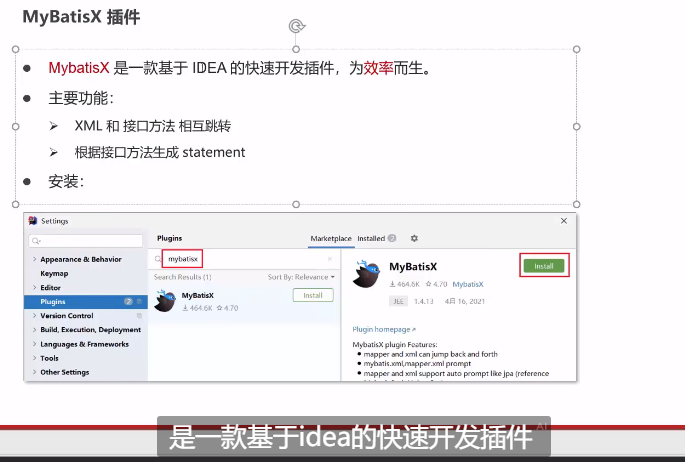 MyBatisX 插件
MybatisX 是一款基于 IDEA 的快速开发插件，为效率而生。
主要功能：
XML 和 接口方法 相互跳转
根据接口方法生成 statement
安装：
Settings
Plugins
Marketplace
Installed 2
Appearance & Behavior
Keymap
Editor
Plugins 2
Version Control
Build, Execution, Deployment
Languages & Frameworks
Tools
Other Settings
mybatisx
Search Results (1)
Sort By: Relevance
MyBatisX
464.6K 4.70
Install
MyBatisX
Install
464.6K 4.70 MybatisX
JEE 1.4.13 4月 16, 2021
Plugin homepage
MybatisX plugin Features:
mapper and xml can jump back and forth
mybatis.xml,mapper.xml prompt
mapper and xml support auto prompt like jpa (reference
是一款基于idea的快速开发插件